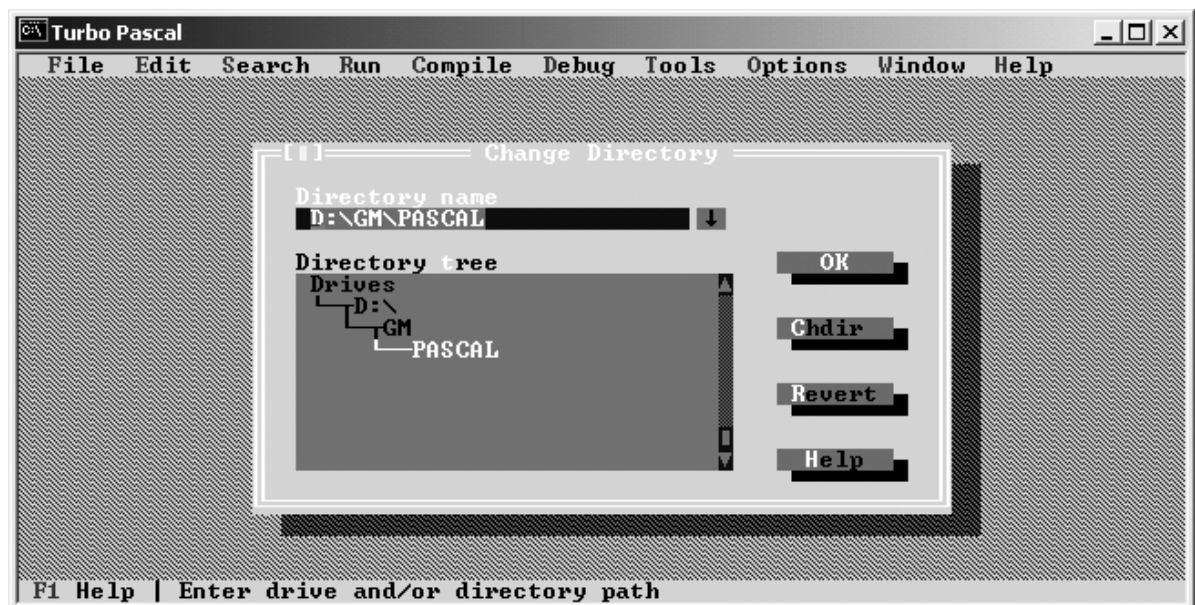 Turbo Pascal
File Edit Search Run Compile Debug Tools Options Window Help
Change Directory
Directory name
D:\GM\PASCAL
Directory tree
Drives
D:\
GM
PASCAL
OK
Chdir
Revert
Help
F1 Help | Enter drive and/or directory path